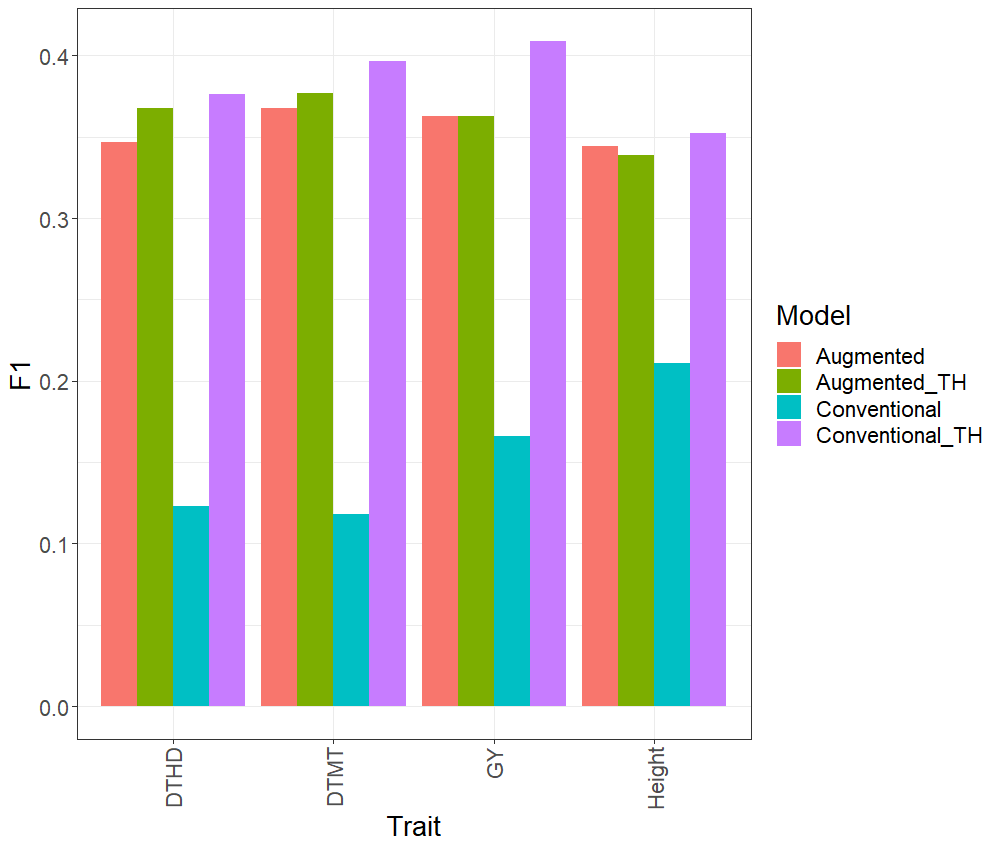 F1
0.4
0.3
0.2
0.1
0.0
DTHD
DTMT
GY
Height
Trait
Model
Augmented
Augmented_TH
Conventional
Conventional_TH